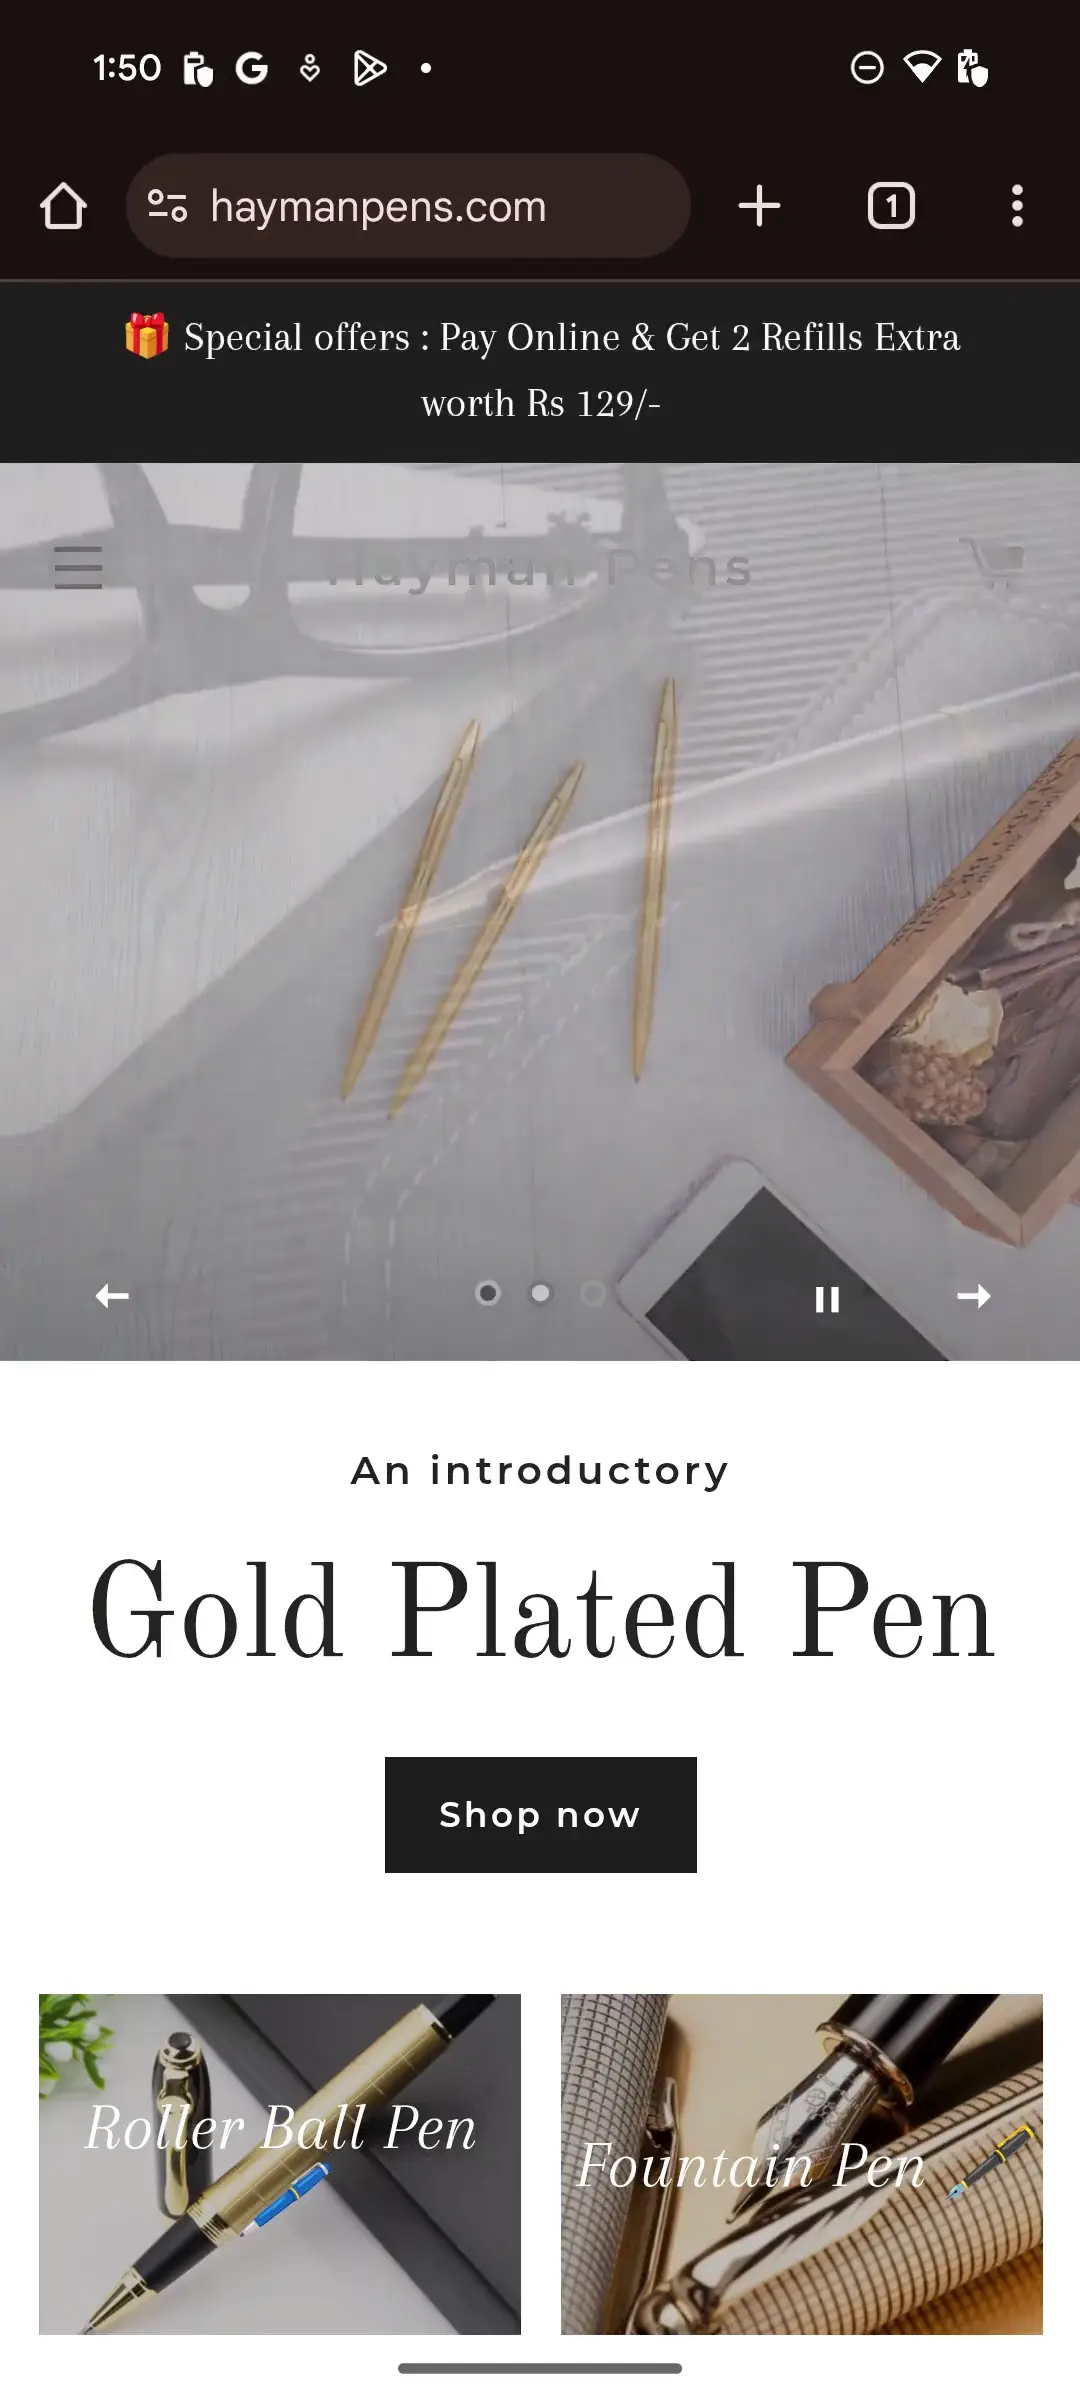 1:50
haymanpens.com
1
🎁 Special offers : Pay Online & Get 2 Refills Extra
worth Rs 129/-
Hayman Pens
An introductory
Gold Plated Pen
Shop now
Roller Ball Pen
Fountain Pen